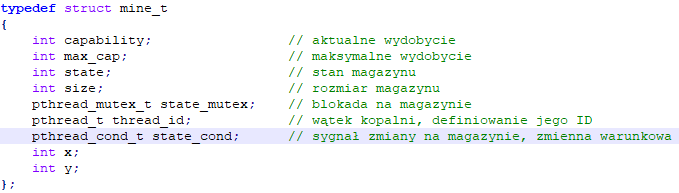 typedef struct mine_t
{
    int capability;                 // aktualne wydobycie
    int max_cap;                    // maksymalne wydobycie
    int state;                      // stan magazynu
    int size;                       // rozmiar magazynu
    pthread_mutex_t state_mutex;    // blokada na magazynie
    pthread_t thread_id;            // wątek kopalni, definiowanie jego ID
    pthread_cond_t state_cond;      // sygnał zmiany na magazynie, zmienna warunkowa
    int x;
    int y;
};